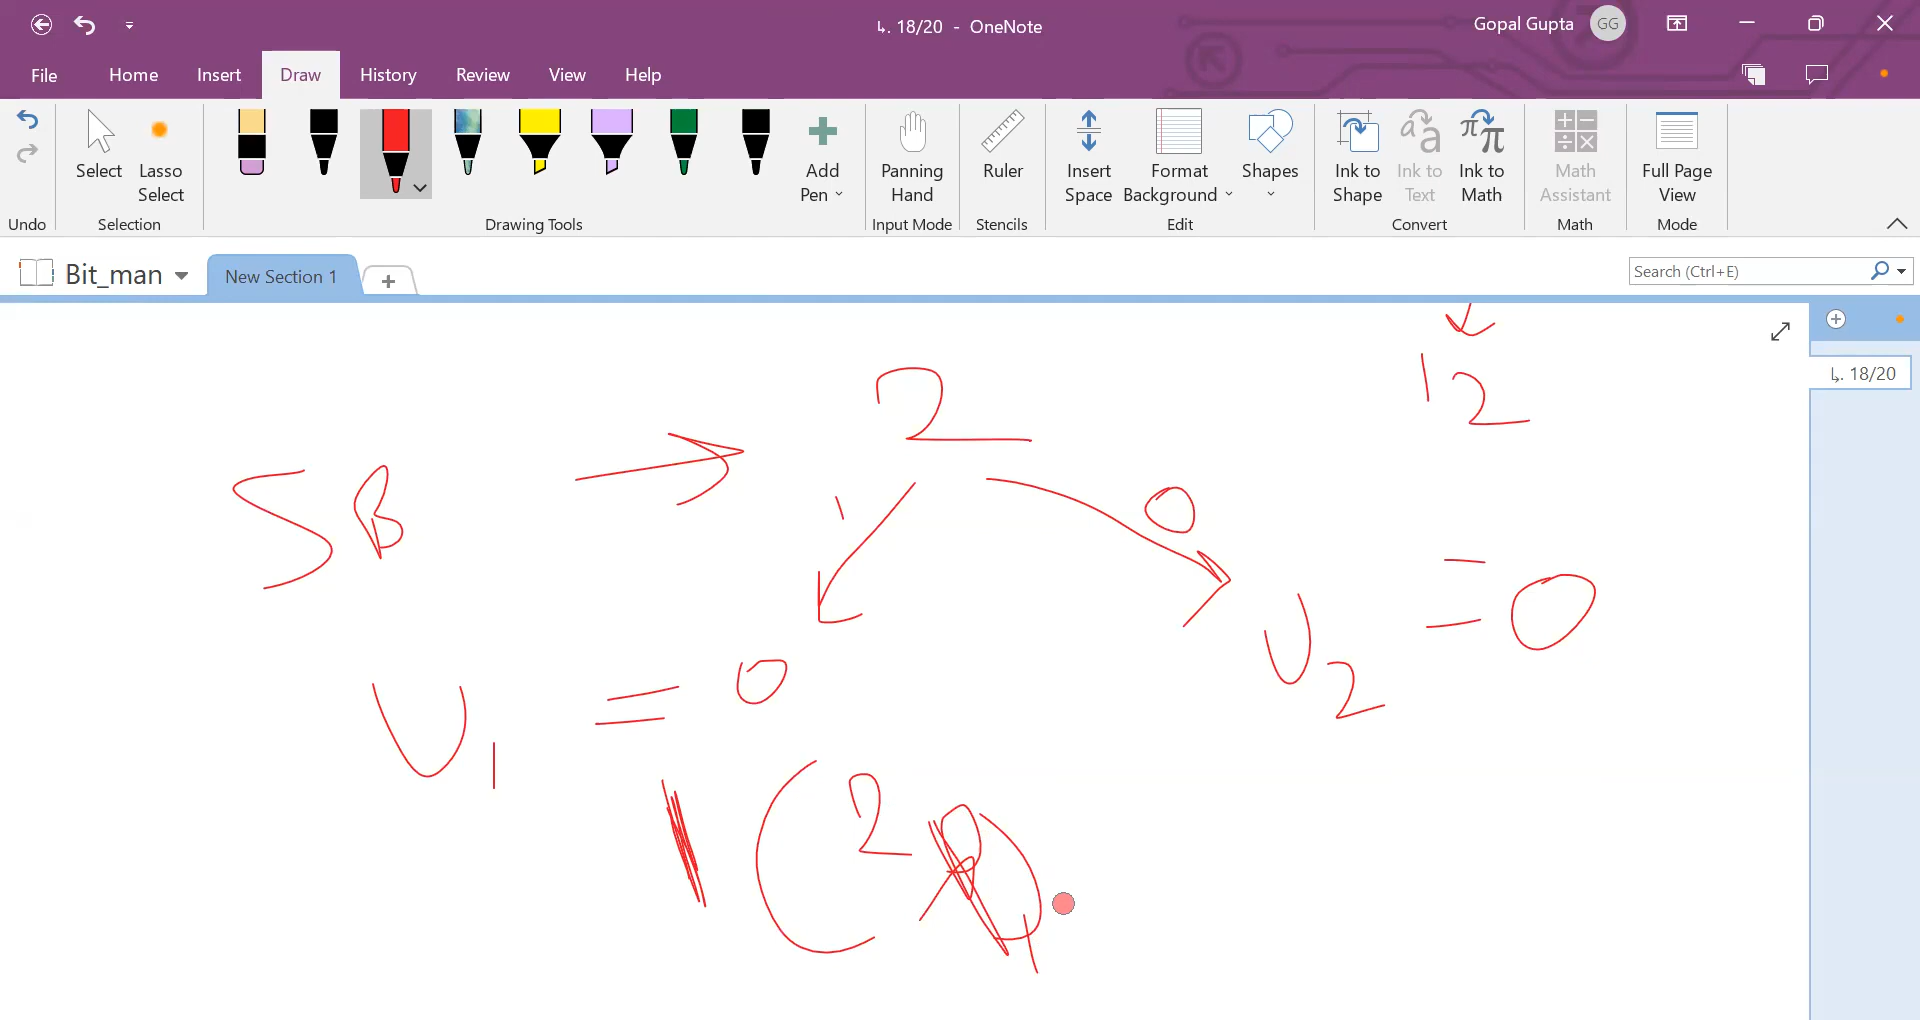 ↳. 18/20 - OneNote
Gopal Gupta GG
File Home Insert Draw History Review View Help
Select
Lasso Select
Add Pen
Panning Hand
Ruler
Insert Space
Format Background
Shapes
Ink to Shape
Ink to Text
Ink to Math
Math Assistant
Full Page View
Undo Selection Drawing Tools Input Mode Stencils Edit Convert Math Mode
Bit_man New Section 1 Search (Ctrl+E)
↳. 18/20
12
2
SB
1 0
U2 = 0
U1 = 0
(2